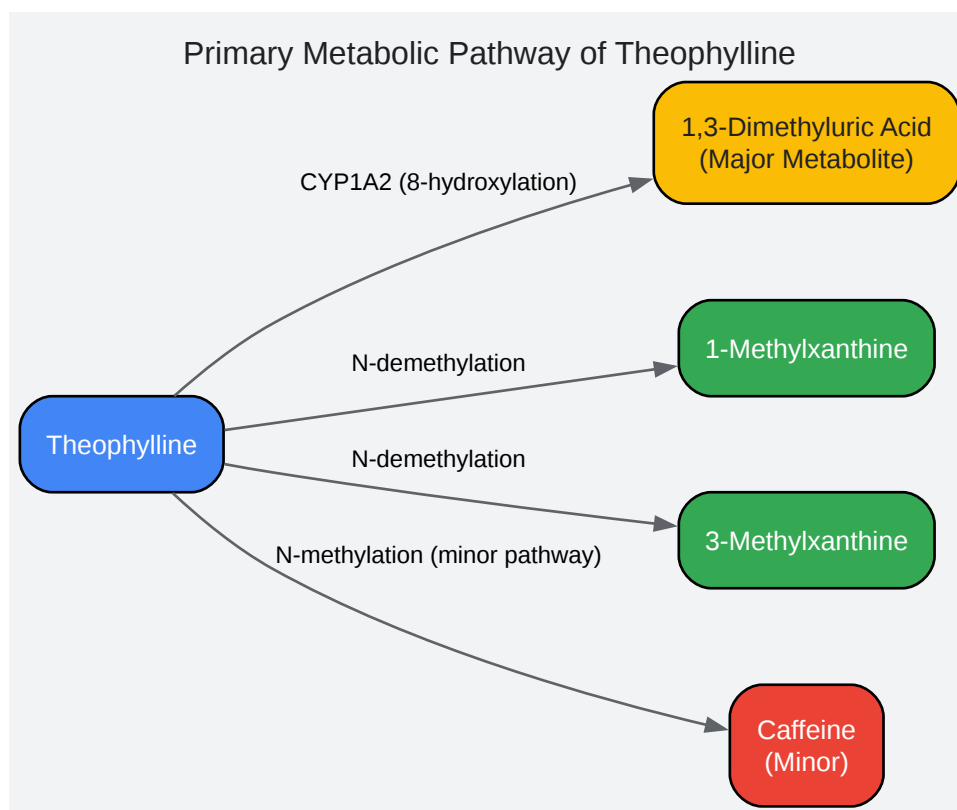 Primary Metabolic Pathway of Theophylline
1,3-Dimethyluric Acid
(Major Metabolite)
CYP1A2 (8-hydroxylation)
1-Methylxanthine
N-demethylation
Theophylline
N-demethylation
3-Methylxanthine
N-methylation (minor pathway)
Caffeine
(Minor)